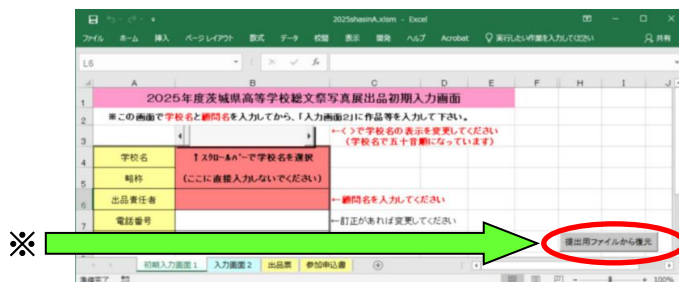 2025shasinA.xlsm - Excel
ファイル ホーム 挿入 ページレイアウト 数式 データ 校閲 表示 開発 ヘルプ Acrobat 実行したい作業を入力してください 共有
L6 fx
A B C D E F H I J
1 2025年度茨城県高等学校総文祭写真展出品初期入力画面
2 ※この画面で学校名と顧問名を入力してから、「入力画面2」に作品等を入力して下さい。
←< >で学校名の表示を変更してください
3 (学校名で五十音順になっています)
4 学校名 ↑スクロールバーで学校名を選択
5 略称 (ここに直接入力しないでください)
6 出品責任者 ←顧問名を入力してください
7 電話番号 ←訂正があれば変更してください
※ 提出用ファイルから復元
初期入力画面1 入力画面2 出品票 参加申込書
準備完了 100%